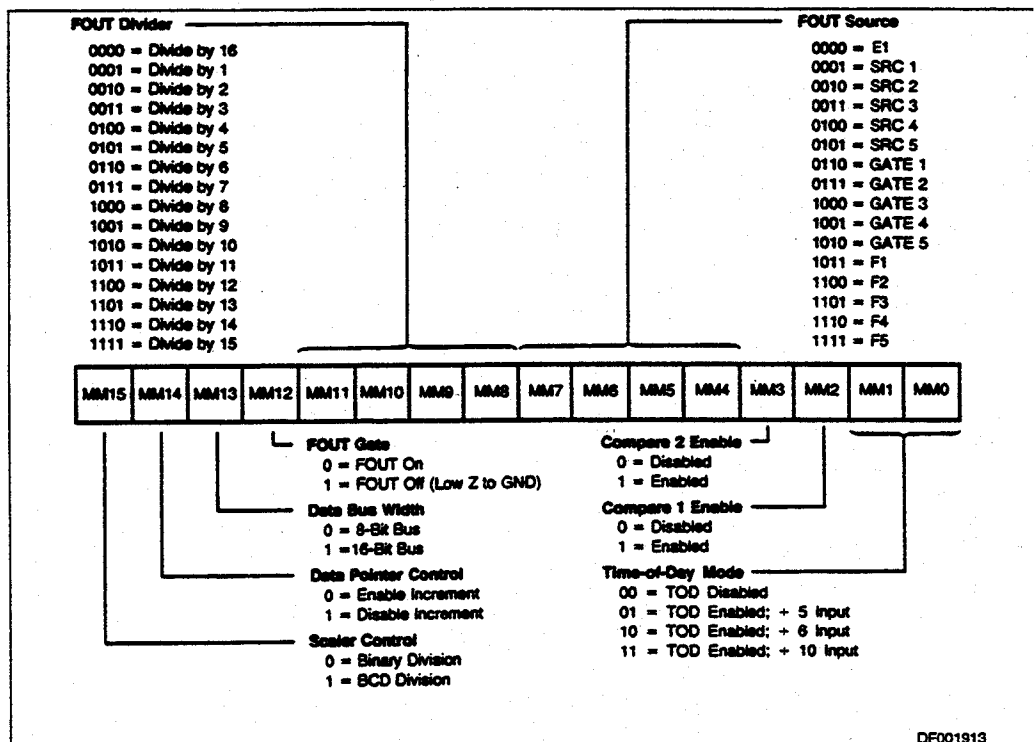 FOUT Divider
0000 = Divide by 16
0001 = Divide by 1
0010 = Divide by 2
0011 = Divide by 3
0100 = Divide by 4
0101 = Divide by 5
0110 = Divide by 6
0111 = Divide by 7
1000 = Divide by 8
1001 = Divide by 9
1010 = Divide by 10
1011 = Divide by 11
1100 = Divide by 12
1101 = Divide by 13
1110 = Divide by 14
1111 = Divide by 15
FOUT Source
0000 = E1
0001 = SRC 1
0010 = SRC 2
0011 = SRC 3
0100 = SRC 4
0101 = SRC 5
0110 = GATE 1
0111 = GATE 2
1000 = GATE 3
1001 = GATE 4
1010 = GATE 5
1011 = F1
1100 = F2
1101 = F3
1110 = F4
1111 = F5
MM15 MM14 MM13 MM12 MM11 MM10 MM9 MM8 MM7 MM6 MM5 MM4 MM3 MM2 MM1 MM0
FOUT Gate
0 = FOUT On
1 = FOUT Off (Low Z to GND)
Data Bus Width
0 = 8-Bit Bus
1 =16-Bit Bus
Data Pointer Control
0 = Enable Increment
1 = Disable Increment
Scaler Control
0 = Binary Division
1 = BCD Division
Compare 2 Enable
0 = Disabled
1 = Enabled
Compare 1 Enable
0 = Disabled
1 = Enabled
Time-of-Day Mode
00 = TOD Disabled
01 = TOD Enabled; ÷ 5 Input
10 = TOD Enabled; ÷ 6 Input
11 = TOD Enabled; ÷ 10 Input
DF001913